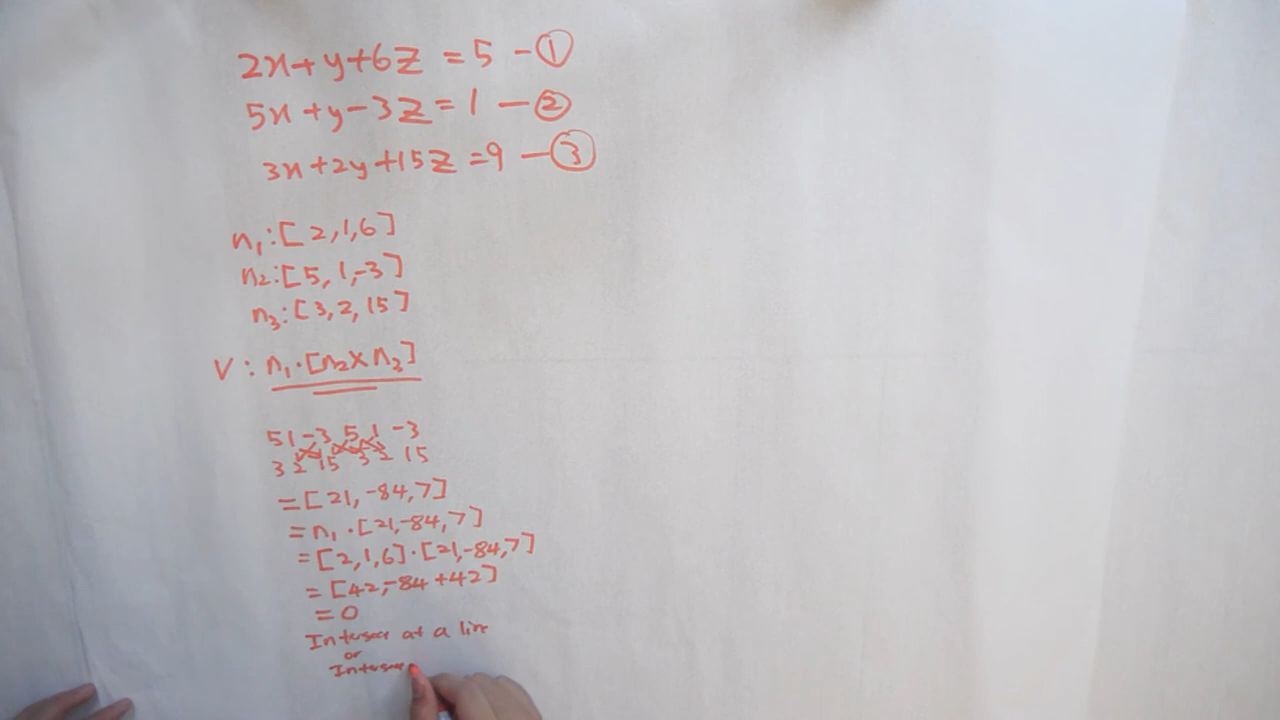 2x+y+6z=5 -①
5x+y-3z=1 -②
3x+2y+15z=9 -③
n₁:[2,1,6]
n₂:[5,1,-3]
n₃:[3,2,15]
V: n₁·[n₂xn₃]
5 1 -3 5 1 -3
3 2 15 3 2 15
=[21,-84,7]
=n₁·[21,-84,7]
=[2,1,6]·[21,-84,7]
=[42,-84+42]
=0
at a line
or